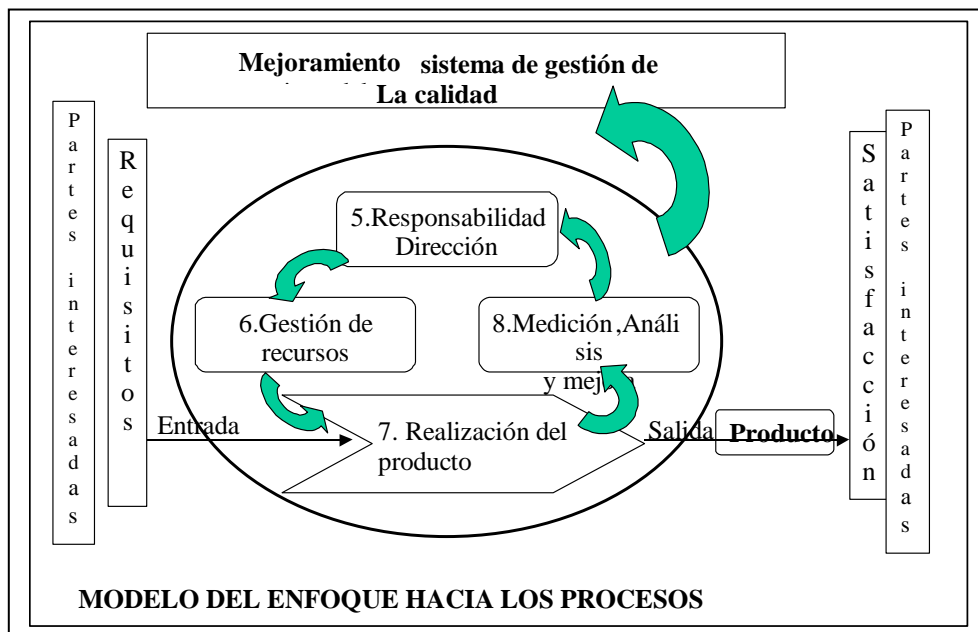 Mejoramiento sistema de gestión de
La calidad
Partes interesadas
Requisitos
5.Responsabilidad
Dirección
6.Gestión de
recursos
8.Medición ,Análi
sis
y
7. Realización del
producto
Entrada
Salida
Producto
Satisfacción
Partes interesadas
MODELO DEL ENFOQUE HACIA LOS PROCESOS